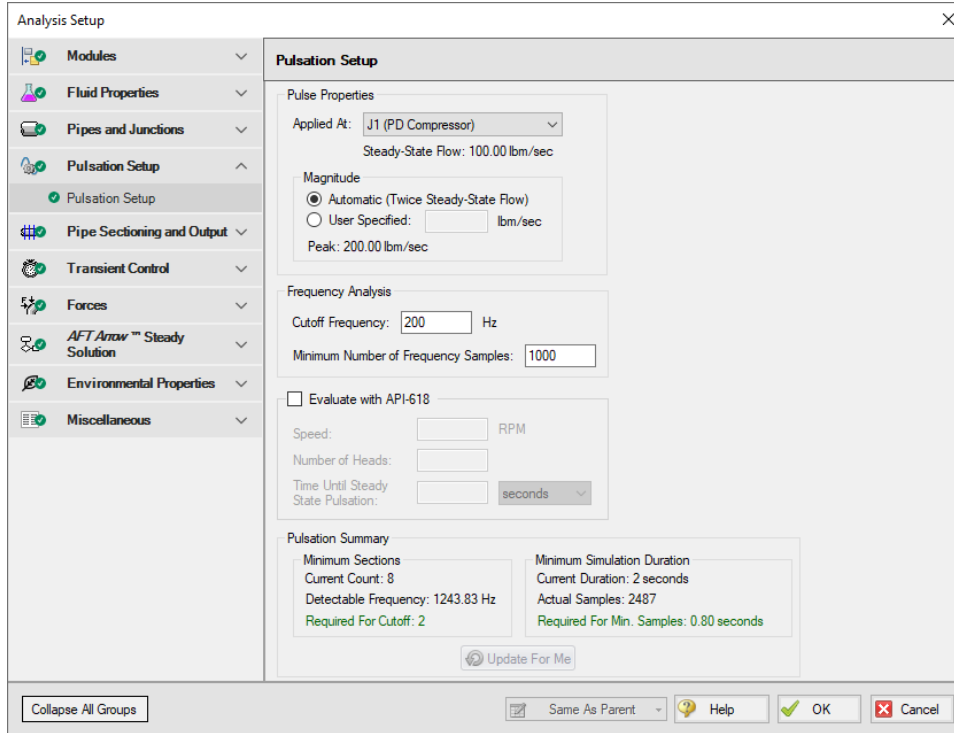 Analysis Setup
Modules
Fluid Properties
Pipes and Junctions
Pulsation Setup
Pulsation Setup
Pipe Sectioning and Output
Transient Control
Forces
AFT Arrow ™ Steady
Solution
Environmental Properties
Miscellaneous
Pulsation Setup
Pulse Properties
Applied At: J1 (PD Compressor)
Steady-State Flow: 100.00 lbm/sec
Magnitude
Automatic (Twice Steady-State Flow)
User Specified: lbm/sec
Peak: 200.00 lbm/sec
Frequency Analysis
Cutoff Frequency: 200 Hz
Minimum Number of Frequency Samples: 1000
Evaluate with API-618
Speed: RPM
Number of Heads:
Time Until Steady
State Pulsation: seconds
Pulsation Summary
Minimum Sections
Current Count: 8
Detectable Frequency: 1243.83 Hz
Required For Cutoff: 2
Minimum Simulation Duration
Current Duration: 2 seconds
Actual Samples: 2487
Required For Min. Samples: 0.80 seconds
Update For Me
Collapse All Groups
Same As Parent
Help
OK
Cancel